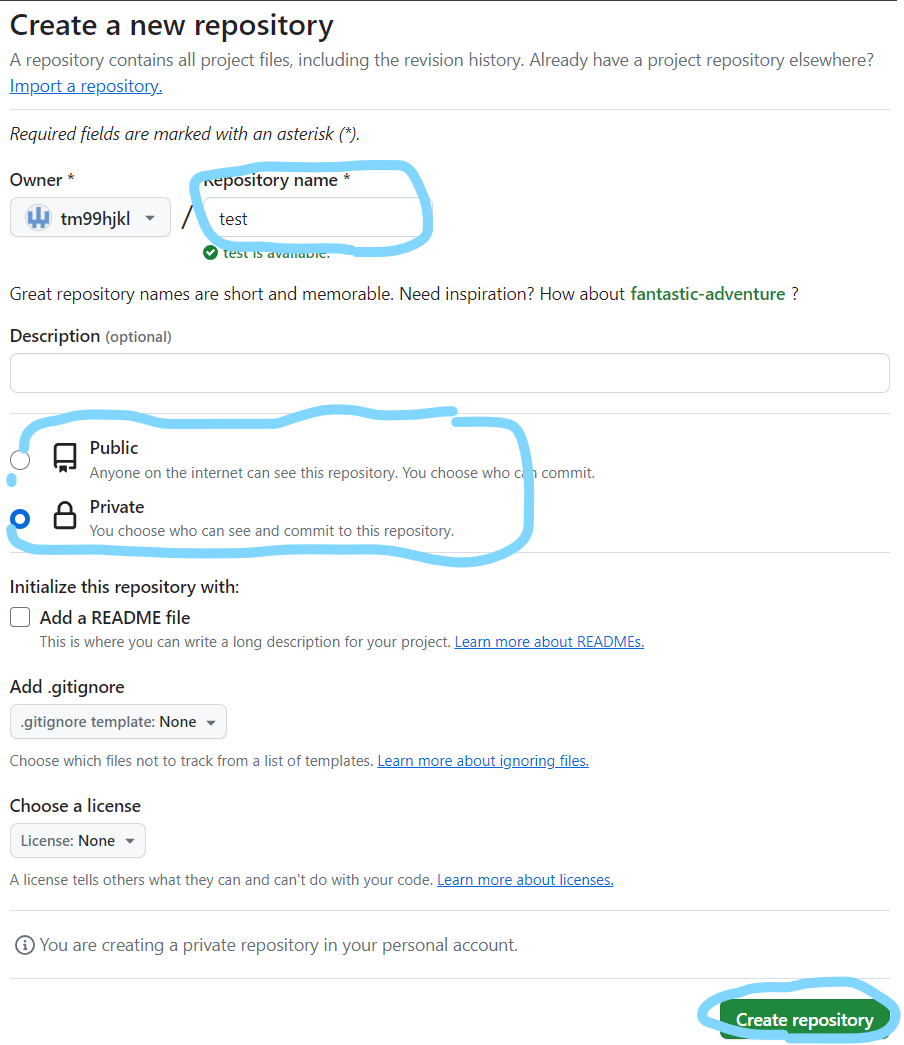 Create a new repository
A repository contains all project files, including the revision history. Already have a project repository elsewhere?
Import a repository.
Required fields are marked with an asterisk (*).
Owner * Repository name *
tm99hjkl / test
test is available.
Great repository names are short and memorable. Need inspiration? How about fantastic-adventure ?
Description (optional)
Public
Anyone on the internet can see this repository. You choose who can commit.
Private
You choose who can see and commit to this repository.
Initialize this repository with:
Add a README file
This is where you can write a long description for your project. Learn more about READMEs.
Add .gitignore
.gitignore template: None
Choose which files not to track from a list of templates. Learn more about ignoring files.
Choose a license
License: None
A license tells others what they can and can't do with your code. Learn more about licenses.
You are creating a private repository in your personal account.
Create repository